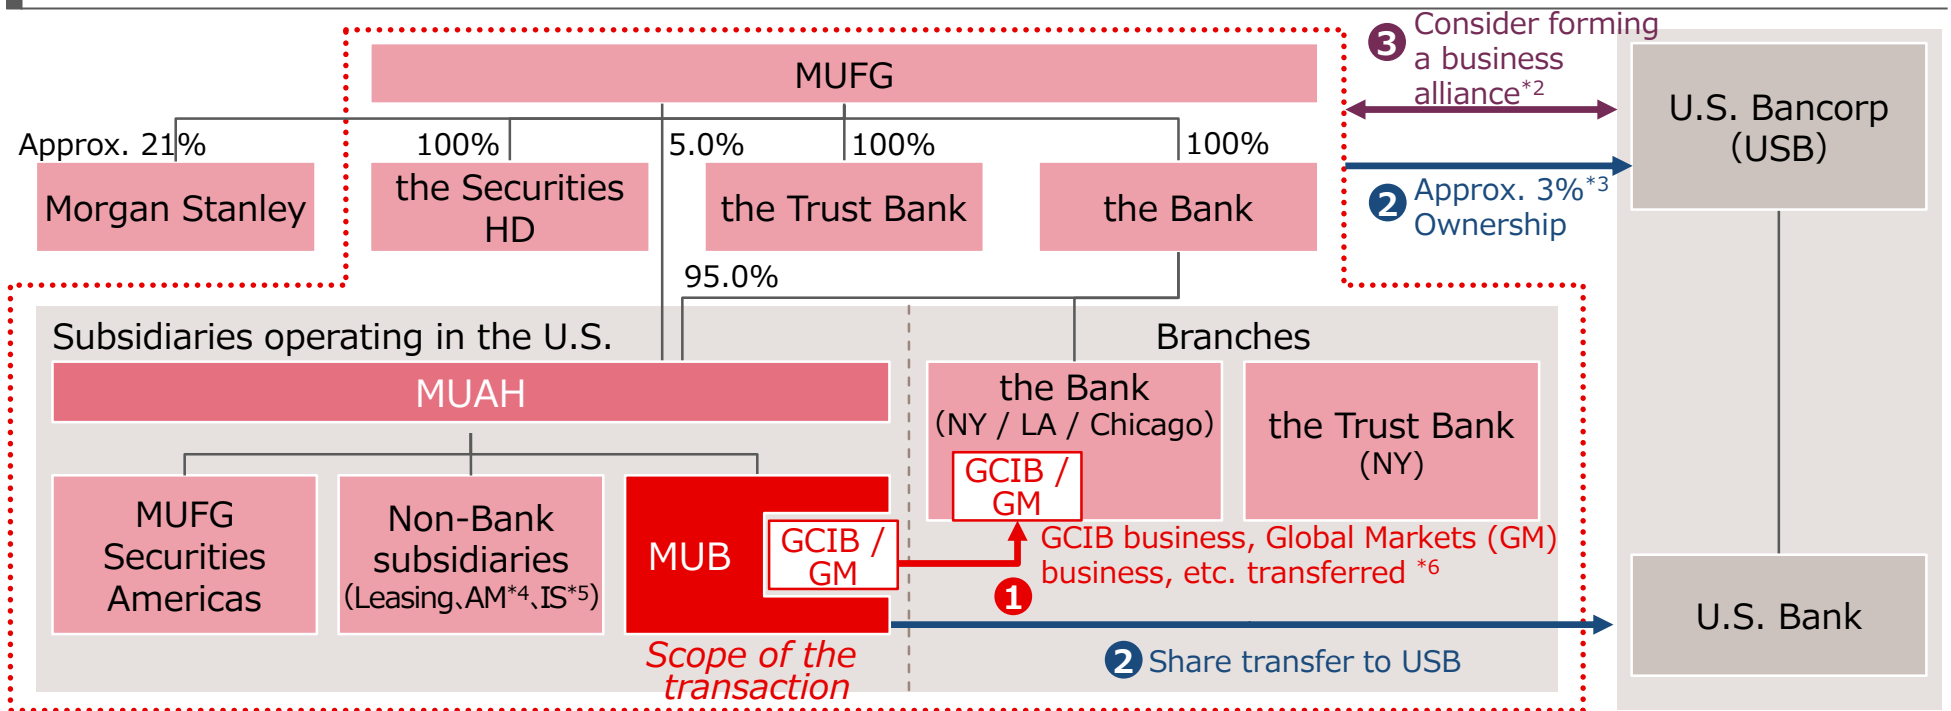 MUFG
❸
Consider forming
a business
alliance*2
U.S. Bancorp
(USB)
Approx. 21%
100%
5.0%
100%
100%
Morgan Stanley
the Securities
HD
the Trust Bank
the Bank
❷
Approx. 3%*3
Ownership
95.0%
Subsidiaries operating in the U.S.
Branches
MUAH
the Bank
(NY / LA / Chicago)
the Trust Bank
(NY)
GCIB /
GM
MUFG
Securities
Americas
Non-Bank
subsidiaries
(Leasing、AM*4、IS*5)
MUB
GCIB /
GM
GCIB business, Global Markets (GM)
business, etc. transferred *6
❶
U.S. Bank
Scope of the
transaction
❷ Share transfer to USB